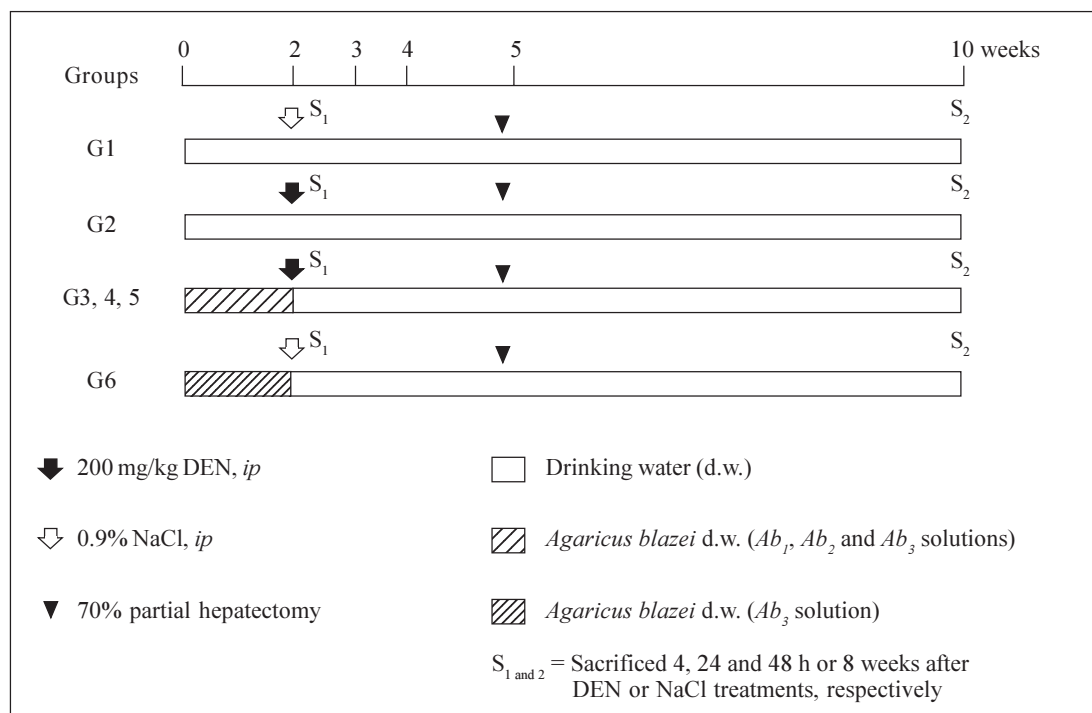 0 2 3 4 5 10 weeks
Groups
S1 S2
G1
S1 S2
G2
S1 S2
G3, 4, 5
S1 S2
G6
200 mg/kg DEN, ip
Drinking water (d.w.)
0.9% NaCl, ip
Agaricus blazei d.w. (Ab1, Ab2 and Ab3 solutions)
70% partial hepatectomy
Agaricus blazei d.w. (Ab3 solution)
S1 and 2 = Sacrificed 4, 24 and 48 h or 8 weeks after
DEN or NaCl treatments, respectively